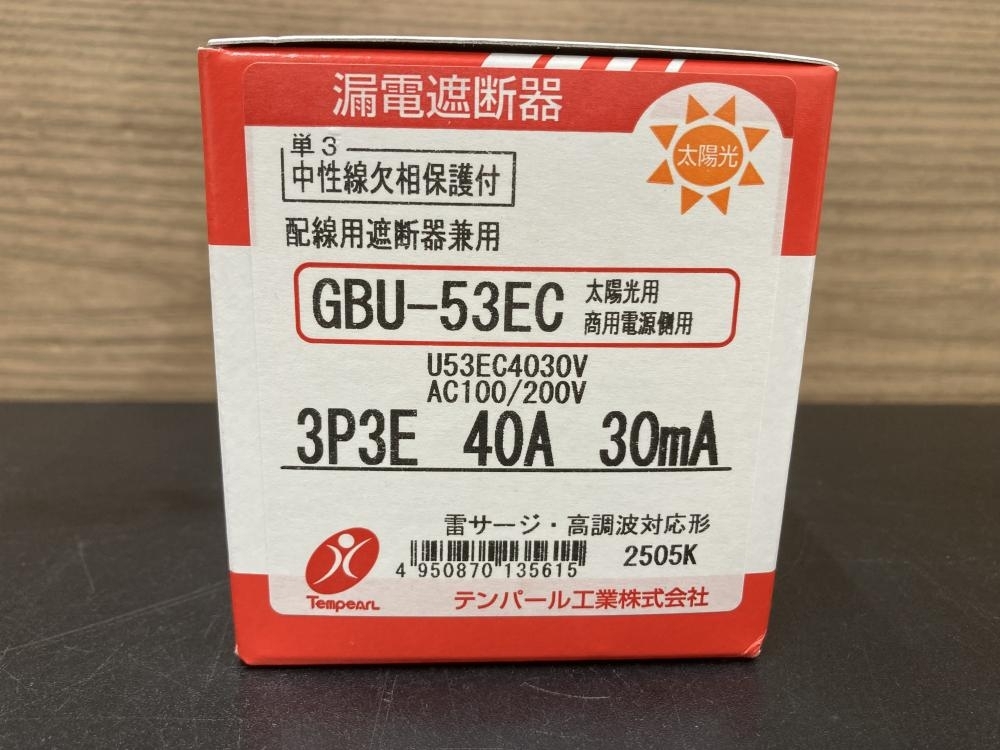 漏電遮断器
太陽光
単3
中性線欠相保護付
配線用遮断器兼用
GBU-53EC 太陽光用
商用電源側用
U53EC4030V
AC100/200V
3P3E 40A 30mA
雷サージ・高調波対応形
4 950870 135615 2505K
TEMPEARL テンパール工業株式会社